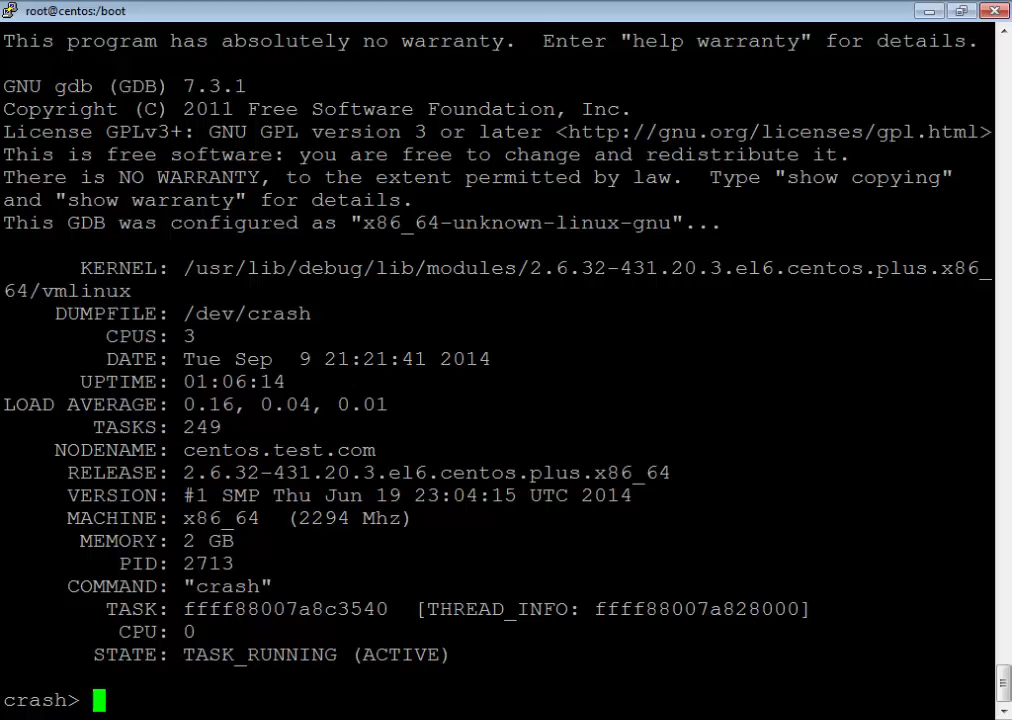 root@centos:/boot
This program has absolutely no warranty.  Enter "help warranty" for details.
GNU gdb (GDB) 7.3.1
Copyright (C) 2011 Free Software Foundation, Inc.
License GPLv3+: GNU GPL version 3 or later <http://gnu.org/licenses/gpl.html>
This is free software: you are free to change and redistribute it.
There is NO WARRANTY, to the extent permitted by law.  Type "show copying"
and "show warranty" for details.
This GDB was configured as "x86_64-unknown-linux-gnu"...
KERNEL: /usr/lib/debug/lib/modules/2.6.32-431.20.3.el6.centos.plus.x86_
64/vmlinux
DUMPFILE: /dev/crash
CPUS: 3
DATE: Tue Sep  9 21:21:41 2014
UPTIME: 01:06:14
LOAD AVERAGE: 0.16, 0.04, 0.01
TASKS: 249
NODENAME: centos.test.com
RELEASE: 2.6.32-431.20.3.el6.centos.plus.x86_64
VERSION: #1 SMP Thu Jun 19 23:04:15 UTC 2014
MACHINE: x86_64  (2294 Mhz)
MEMORY: 2 GB
PID: 2713
COMMAND: "crash"
TASK: ffff88007a8c3540  [THREAD_INFO: ffff88007a828000]
CPU: 0
STATE: TASK_RUNNING (ACTIVE)
crash>